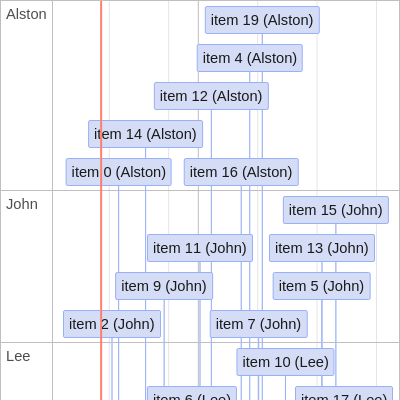 Alston
item 19 (Alston)
item 4 (Alston)
item 12 (Alston)
item 14 (Alston)
item 0 (Alston)
item 16 (Alston)
John
item 15 (John)
item 11 (John)
item 13 (John)
item 9 (John)
item 5 (John)
item 2 (John)
item 7 (John)
Lee
item 10 (Lee)
item 6 (Lee)
item 17 (Lee)